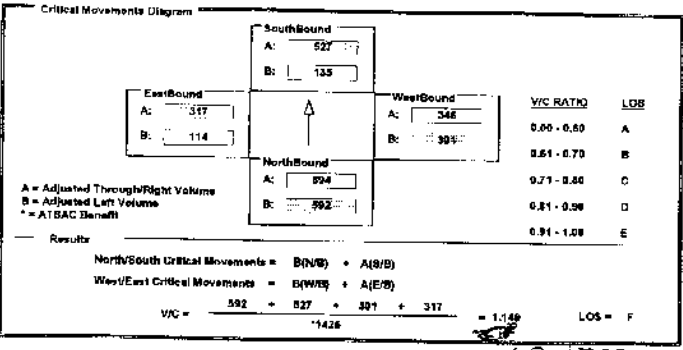 Critical Movements Diagram
SouthBound
A: 527
B: 135
EastBound
A: 317
B: 114
WestBound
A: 346
B: 301
NorthBound
A:
B: 592
V/C RATIO LOS
0.00 - 0.60 A
0.61 - 0.70 B
0.71 - 0.80 C
0.81 - 0.90 D
0.91 - 1.00 E
A = Adjusted Through/Right Volume
B = Adjusted Left Volume
* = ATSAC Benefit
Results
North/South Critical Movements = B(N/B) + A(S/B)
West/East Critical Movements = B(W/B) + A(E/B)
V/C = 592 + 527 + 301 + 317 = 1.149 LOS = F
*1425